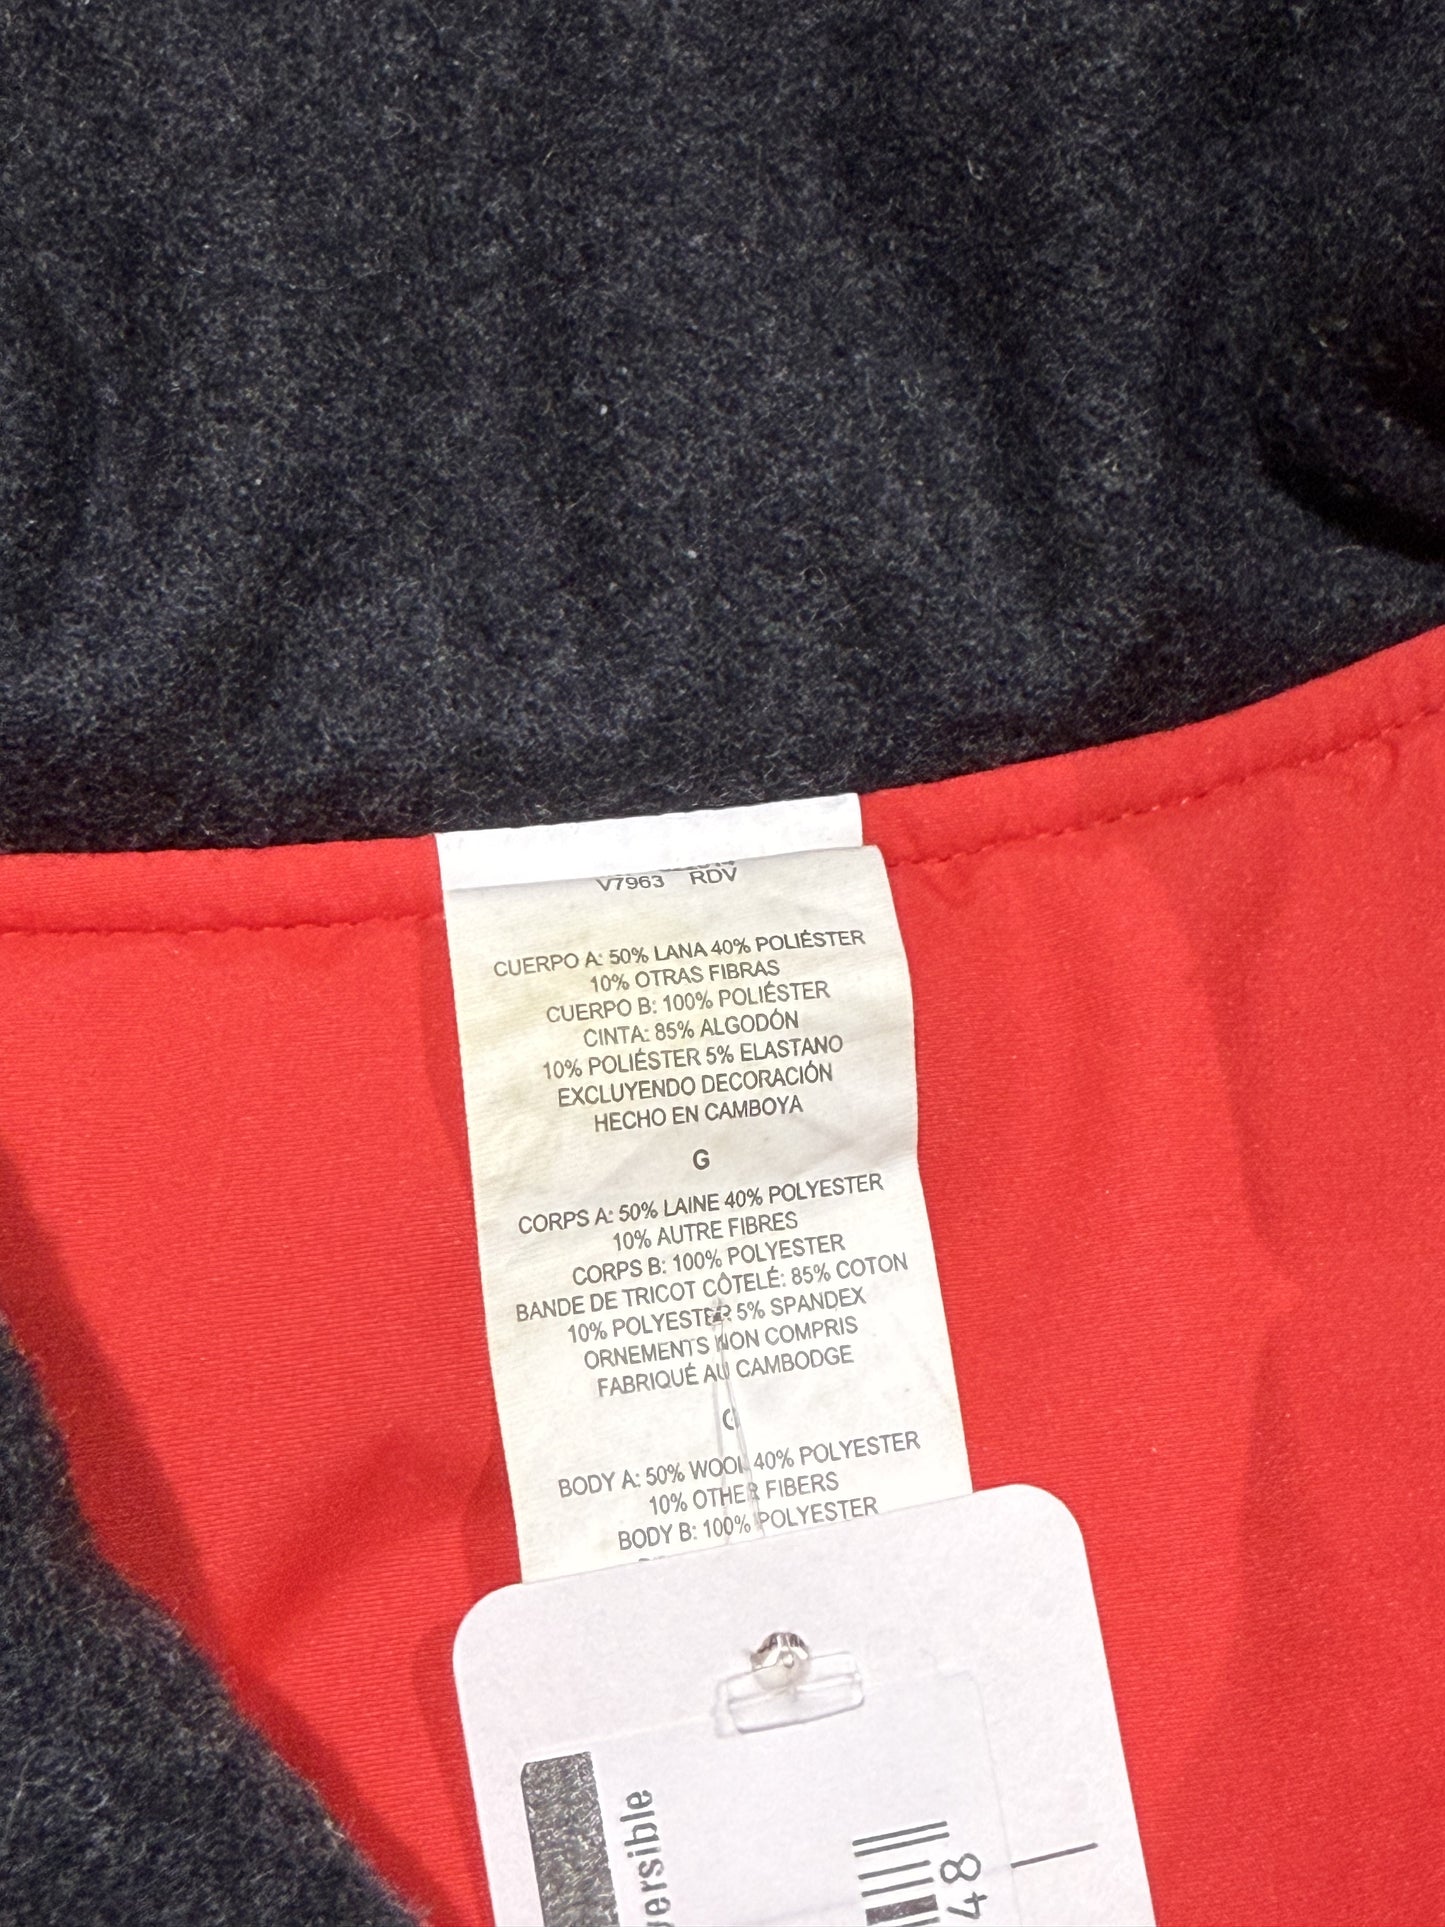 V7963 RDV
CUERPO A: 50% LANA 40% POLIÉSTER
10% OTRAS FIBRAS
CUERPO B: 100% POLIÉSTER
CINTA: 85% ALGODÓN
10% POLIÉSTER 5% ELASTANO
EXCLUYENDO DECORACIÓN
HECHO EN CAMBOYA
G
CORPS A: 50% LAINE 40% POLYESTER
10% AUTRE FIBRES
CORPS B: 100% POLYESTER
BANDE DE TRICOT CÔTELÉ: 85% COTON
10% POLYESTER 5% SPANDEX
ORNEMENTS NON COMPRIS
FABRIQUÉ AU CAMBODGE
G
BODY A: 50% WOOL 40% POLYESTER
10% OTHER FIBERS
BODY B: 100% POLYESTER
versible
48